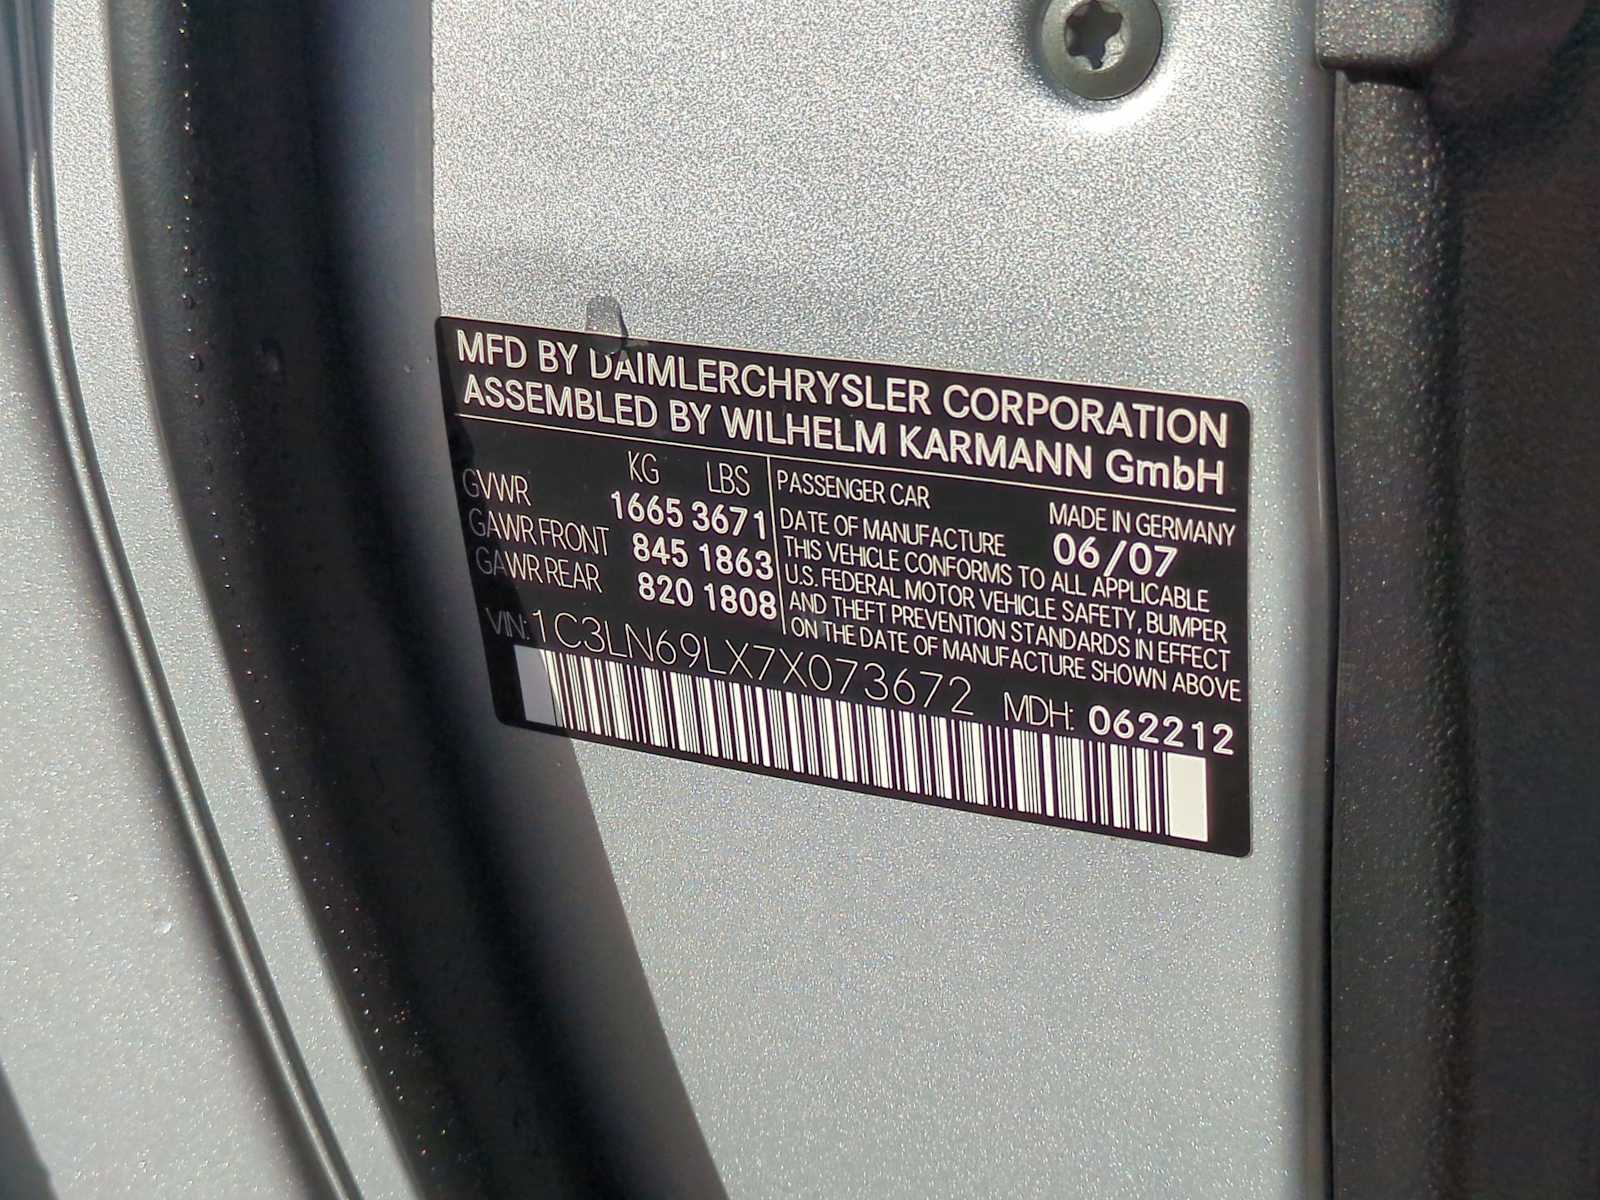 MFD BY DAIMLERCHRYSLER CORPORATION
ASSEMBLED BY WILHELM KARMANN GmbH
KG LBS
GVWR 1665 3671
GAWR FRONT 845 1863
GAWR REAR 820 1808
PASSENGER CAR MADE IN GERMANY
DATE OF MANUFACTURE 06/07
THIS VEHICLE CONFORMS TO ALL APPLICABLE
U.S. FEDERAL MOTOR VEHICLE SAFETY, BUMPER
AND THEFT PREVENTION STANDARDS IN EFFECT
ON THE DATE OF MANUFACTURE SHOWN ABOVE
VIN: 1C3LN69LX7X073672 MDH: 062212